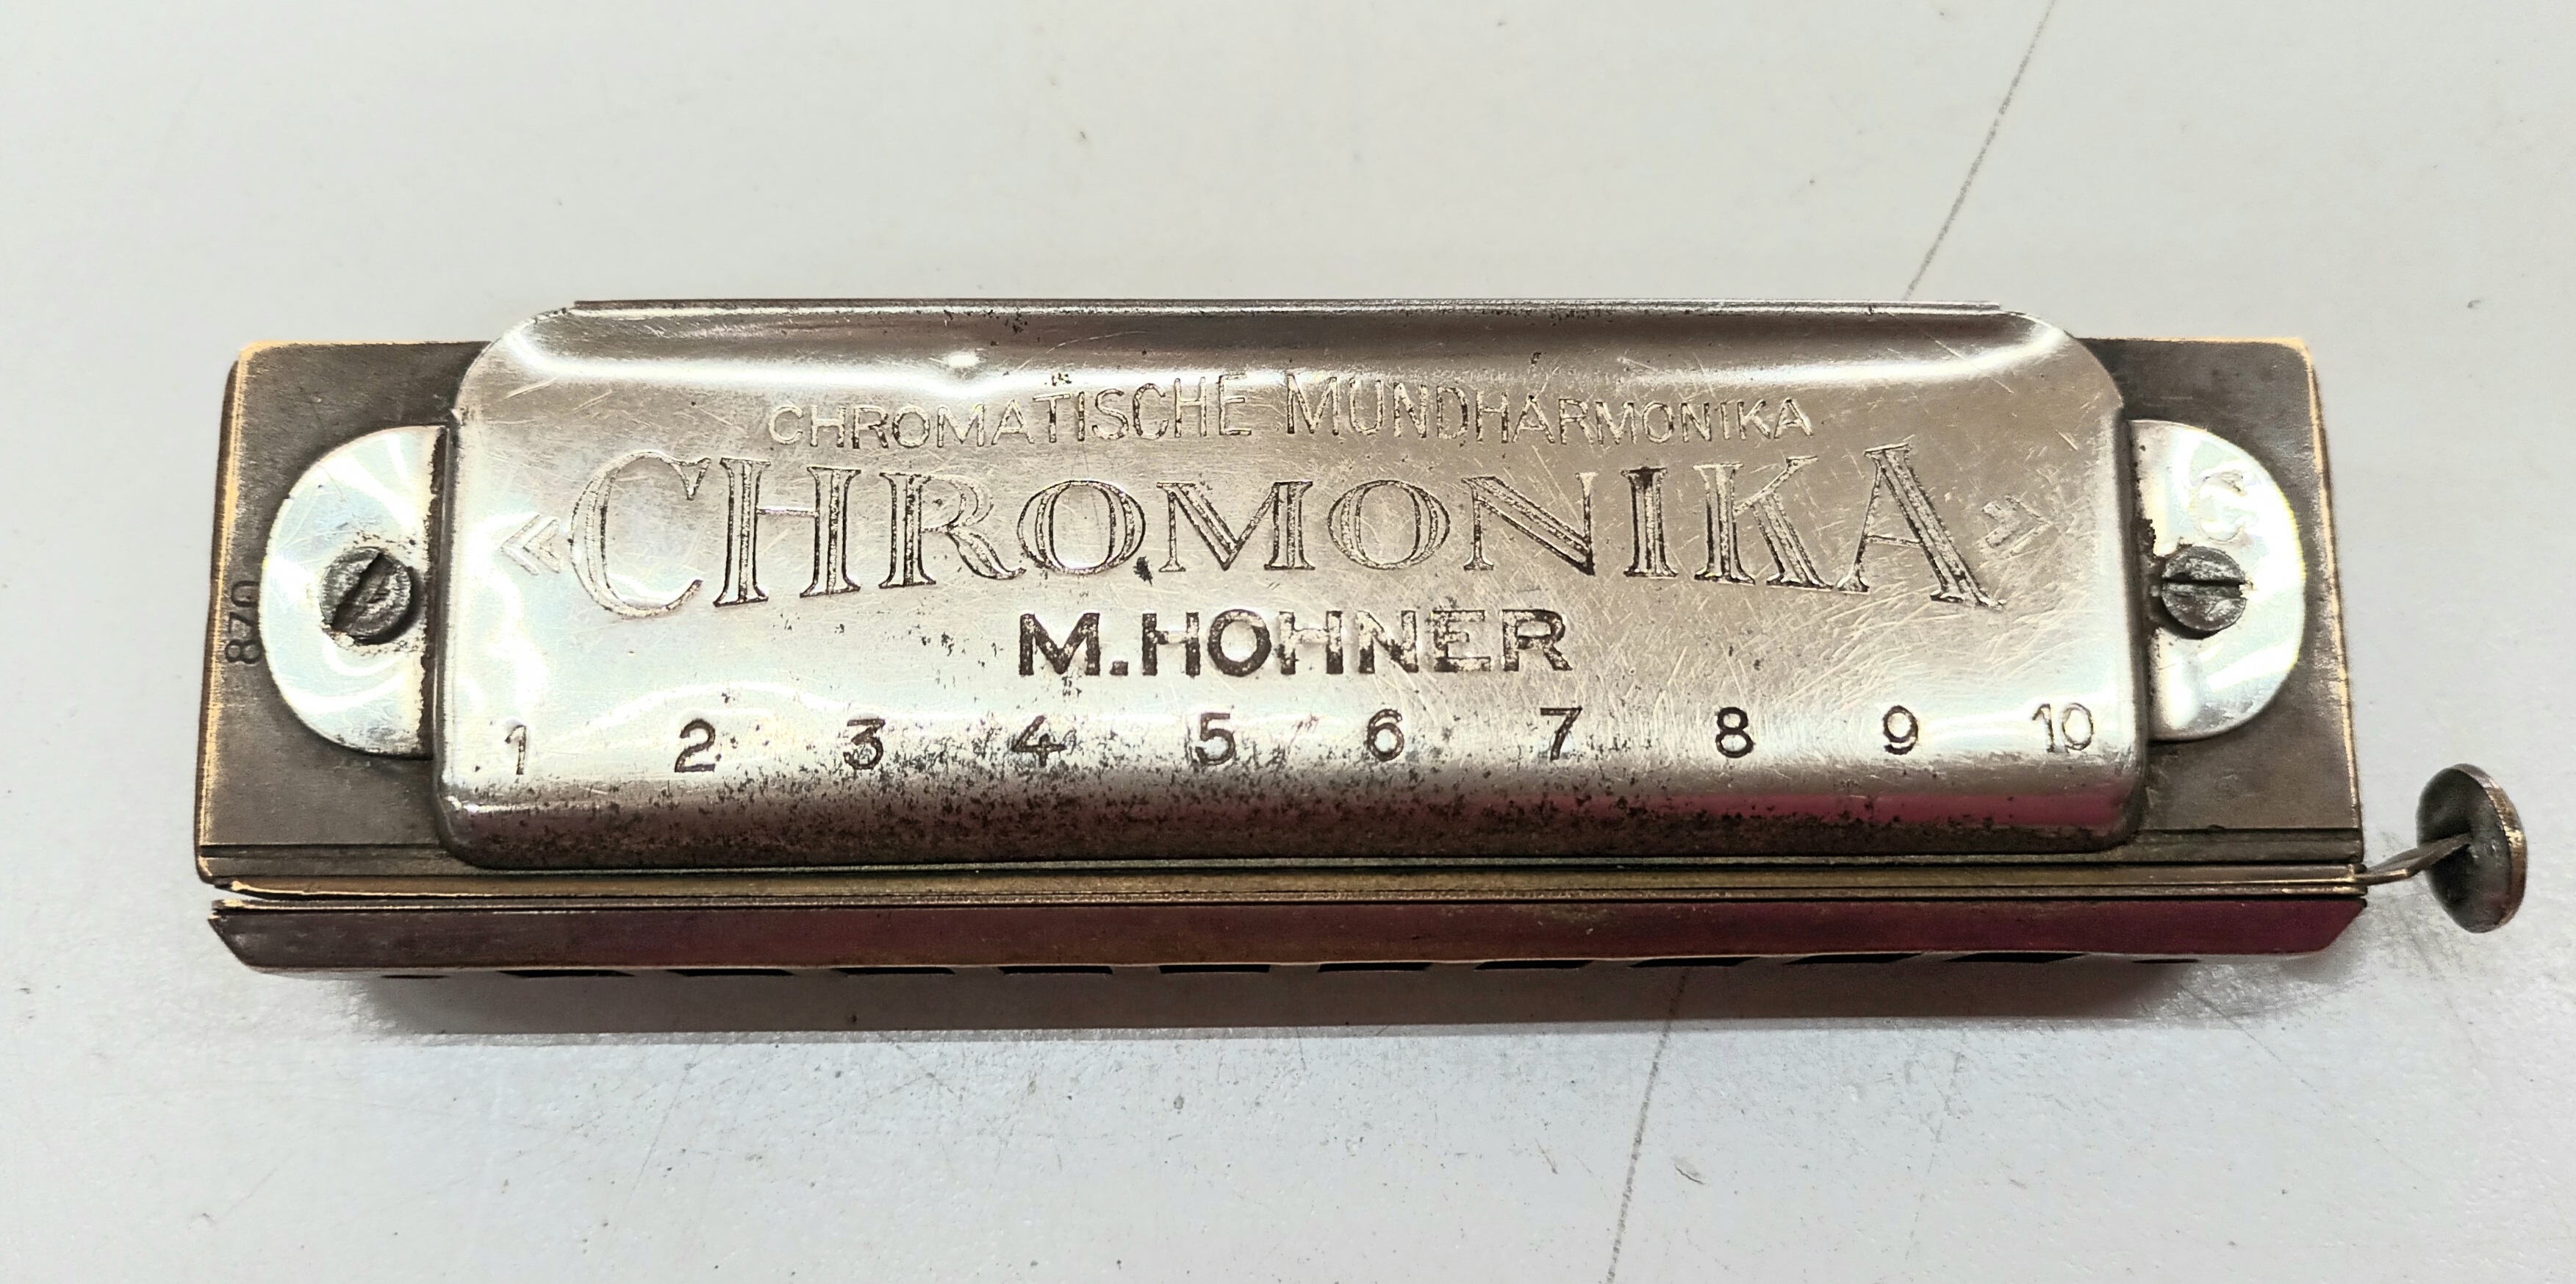 CHROMATISCHE MUNDHARMONIKA
«CHROMONIKA»
M.HOHNER
1 2 3 4 5 6 7 8 9 10
870